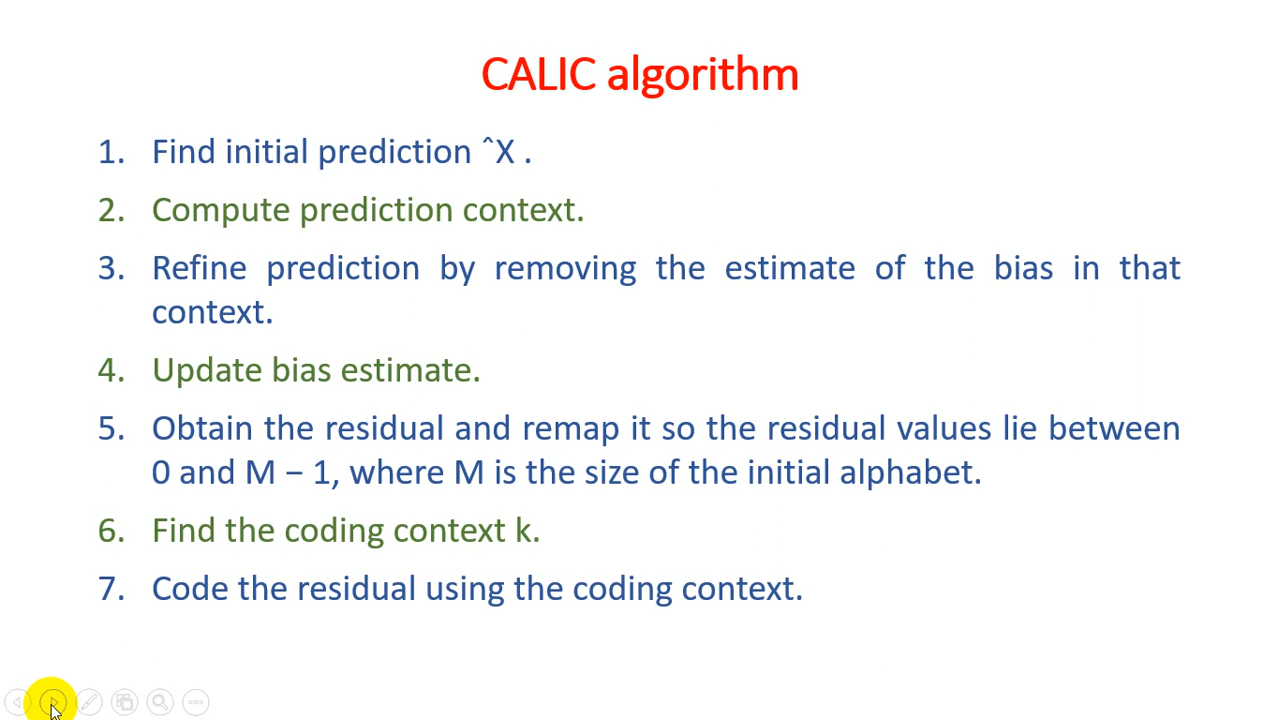 CALIC algorithm
1. Find initial prediction ˆX .
2. Compute prediction context.
3. Refine prediction by removing the estimate of the bias in that
context.
4. Update bias estimate.
5. Obtain the residual and remap it so the residual values lie between
0 and M − 1, where M is the size of the initial alphabet.
6. Find the coding context k.
7. Code the residual using the coding context.